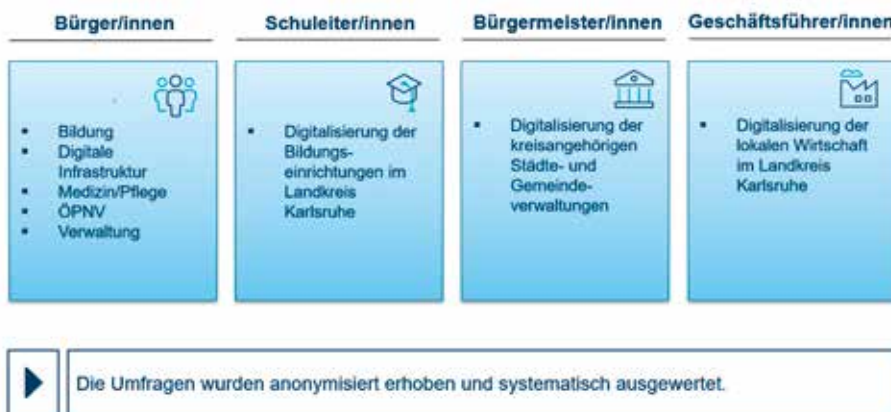 Bürger/innen
Schuleiter/innen
Bürgermeister/innen
Geschäftsführer/innen
▪ Bildung
▪ Digitale
Infrastruktur
▪ Medizin/Pflege
▪ ÖPNV
▪ Verwaltung
▪ Digitalisierung der
Bildungs-
einrichtungen im
Landkreis
Karlsruhe
▪ Digitalisierung der
kreisangehörigen
Städte- und
Gemeinde-
verwaltungen
▪ Digitalisierung der
lokalen Wirtschaft
im Landkreis
Karlsruhe
Die Umfragen wurden anonymisiert erhoben und systematisch ausgewertet.